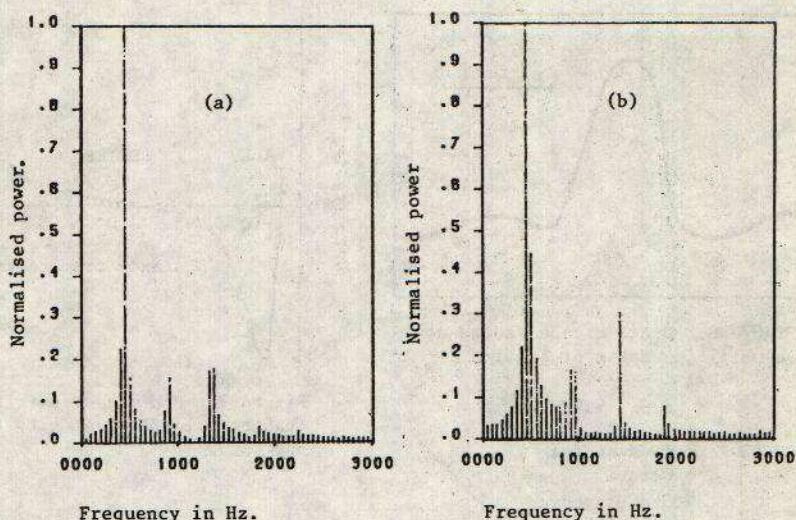 1.0
.9
.8
.7
.6
.5
.4
.3
.2
.1
.0
(a)
Normalised power.
0000 1000 2000 3000
Frequency in Hz.
1.0
.9
.8
.7
.6
.5
.4
.3
.2
.1
.0
(b)
Normalised power
0000 1000 2000 3000
Frequency in Hz.